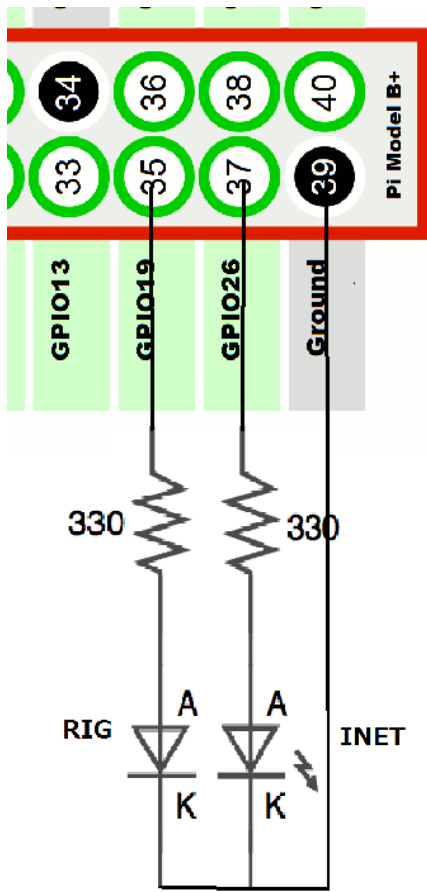 34 36 38 40
33 35 37 39
Pi Model B+
GPIO13
GPIO19
GPIO26
Ground
330 330
A A
RIG INET
K K